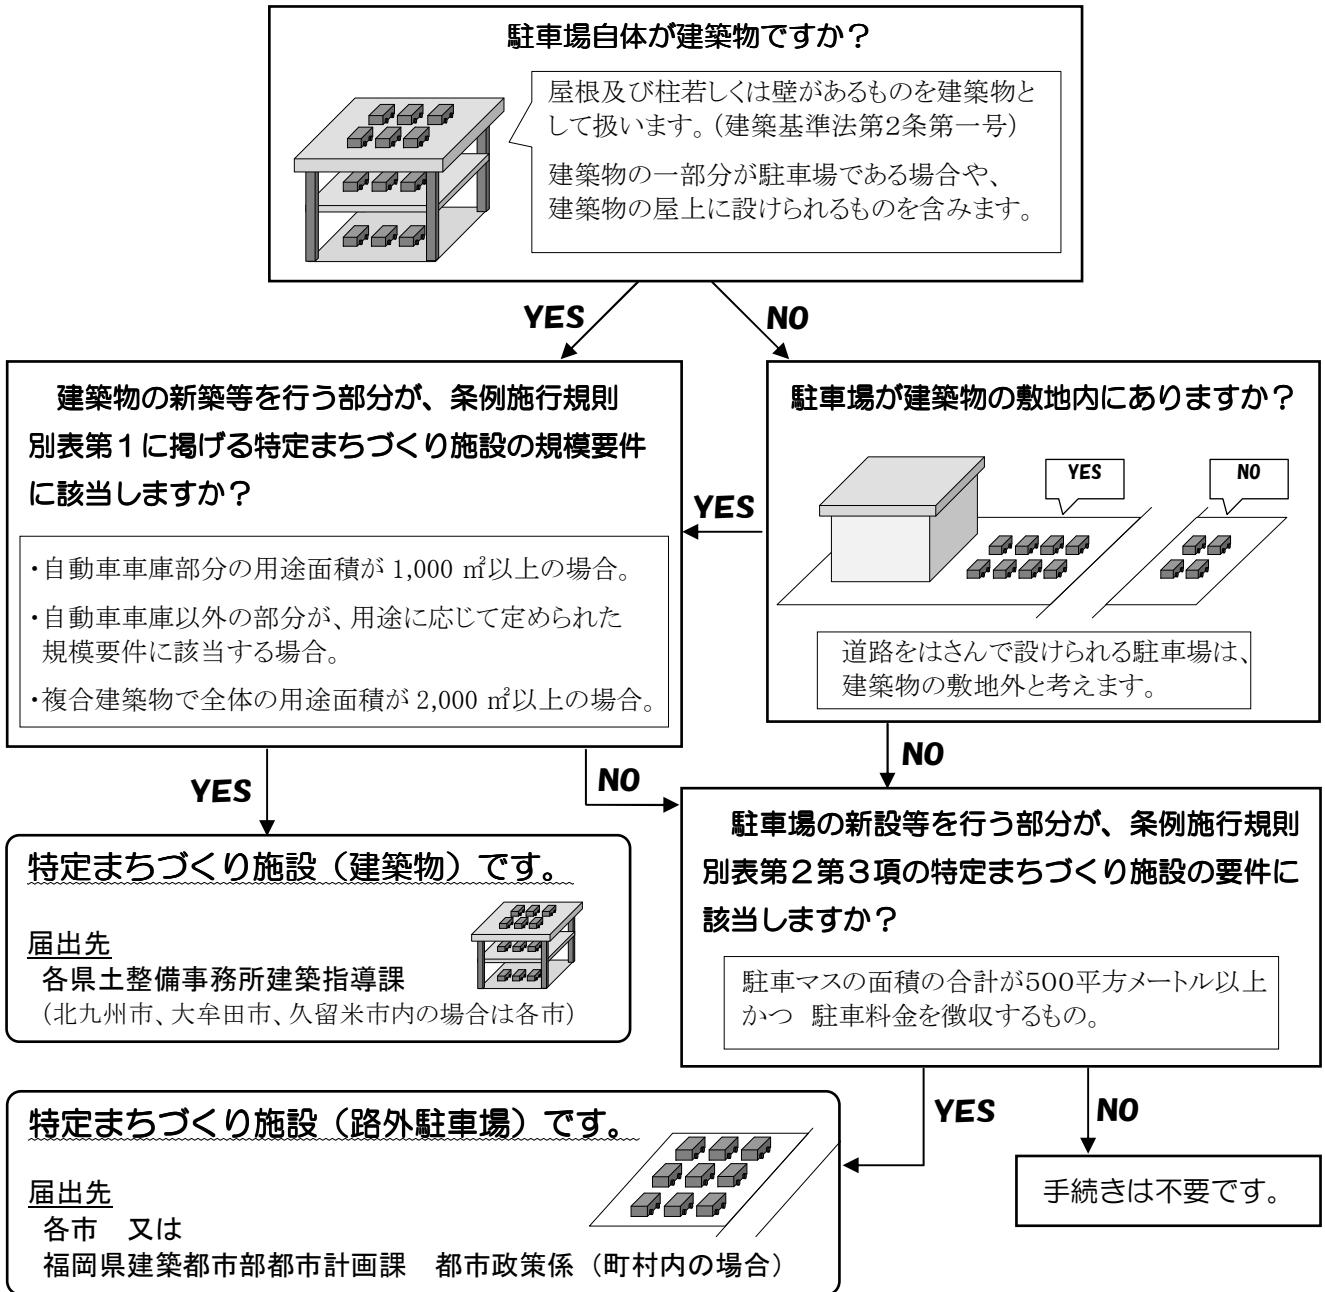 駐車場自体が建築物ですか？
屋根及び柱若しくは壁があるものを建築物と
して扱います。（建築基準法第２条第一号）
建築物の一部分が駐車場である場合や、
建築物の屋上に設けられるものを含みます。
YES
NO
建築物の新築等を行う部分が、条例施行規則
別表第１に掲げる特定まちづくり施設の規模要件
に該当しますか？
・自動車車庫部分の用途面積が 1,000 ㎡以上の場合。
・自動車車庫以外の部分が、用途に応じて定められた
規模要件に該当する場合。
・複合建築物で全体の用途面積が 2,000 ㎡以上の場合。
YES
駐車場が建築物の敷地内にありますか？
YES
NO
道路をはさんで設けられる駐車場は、
建築物の敷地外と考えます。
YES
NO
NO
特定まちづくり施設（建築物）です。
届出先
各県土整備事務所建築指導課
（北九州市、大牟田市、久留米市内の場合は各市）
駐車場の新設等を行う部分が、条例施行規則
別表第２第３項の特定まちづくり施設の要件に
該当しますか？
駐車マスの面積の合計が５００平方メートル以上
かつ　駐車料金を徴収するもの。
YES
NO
特定まちづくり施設（路外駐車場）です。
届出先
各市　又は
福岡県建築都市部都市計画課　都市政策係（町村内の場合）
手続きは不要です。